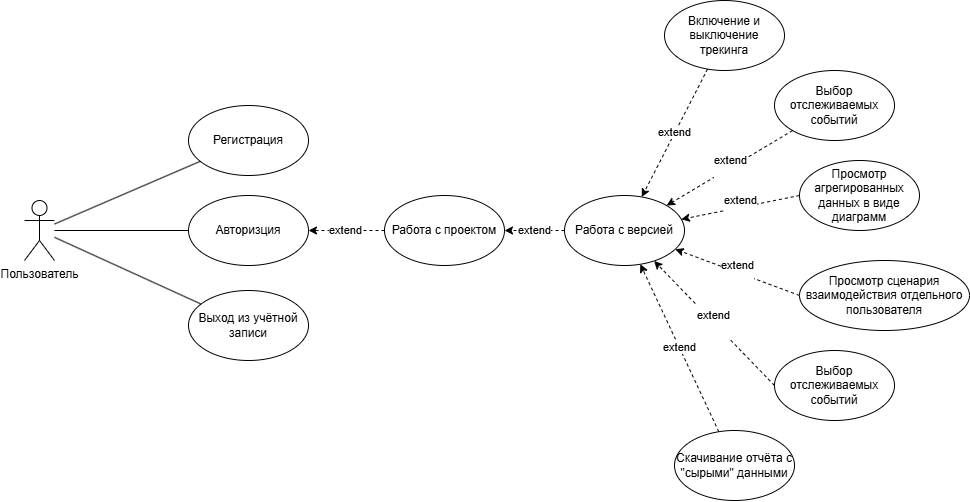 Включение и
выключение
трекинга
Выбор
отслеживаемых
событий
extend
Регистрация
extend
Просмотр
агрегированных
данных в виде
диаграмм
extend
Пользователь
Авторизция
extend
Работа с проектом
extend
Работа с версией
extend
Просмотр сценария
взаимодействия отдельного
пользователя
Выход из учётной
записи
extend
extend
Выбор
отслеживаемых
событий
Скачивание отчёта с
"сырыми" данными